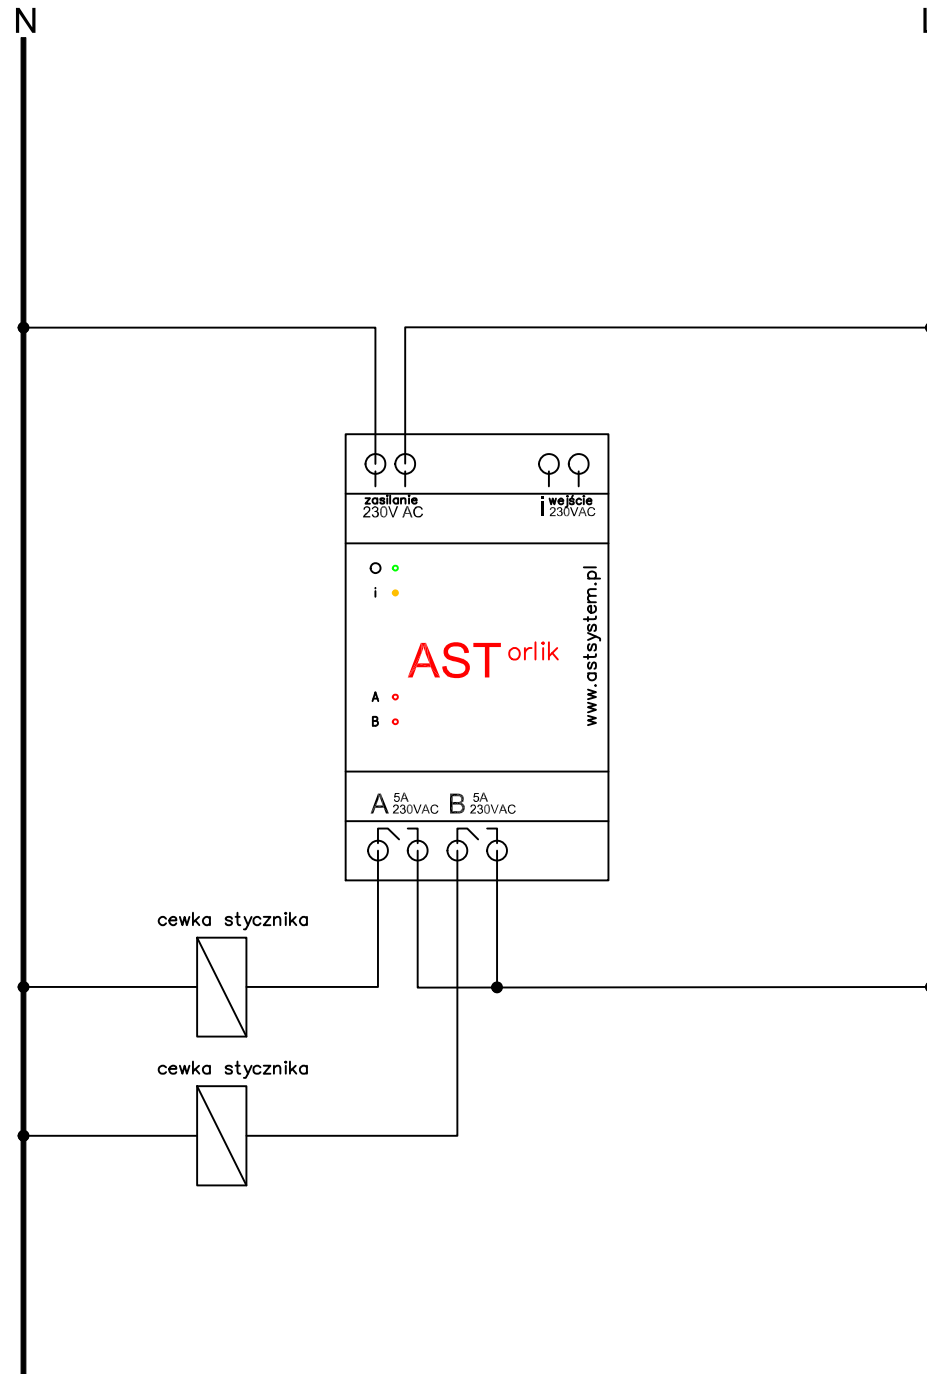 N L
zasilanie
230V AC
i wejście
230VAC
i
AST orlik
www.astsystem.pl
A
B
A 5A
230VAC
B 5A
230VAC
cewka stycznika
cewka stycznika